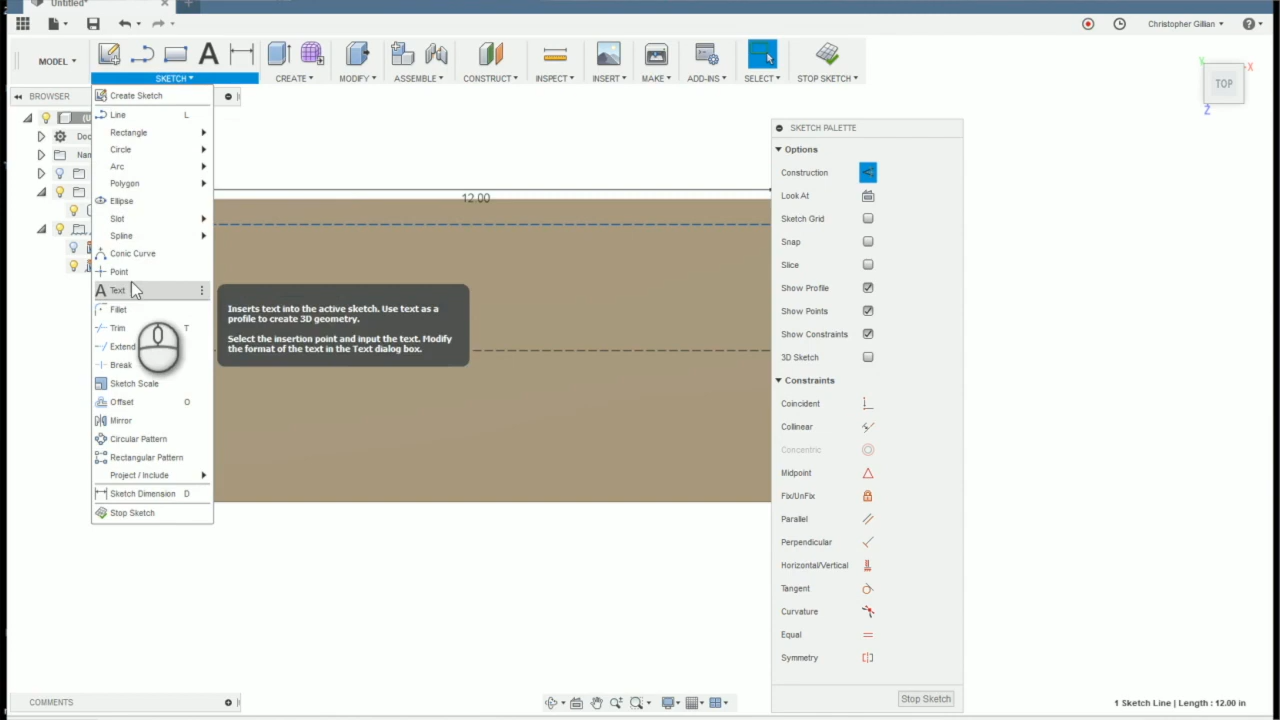 Untitled*
Christopher Gillian
MODEL
SKETCH
CREATE
MODIFY
ASSEMBLE
CONSTRUCT
INSPECT
INSERT
MAKE
ADD-INS
SELECT
STOP SKETCH
BROWSER
TOP
X
Y
Z
Create Sketch
Line L
Rectangle
Circle
Arc
Polygon
Ellipse
Slot
Spline
Conic Curve
Point
Text
Fillet
Trim T
Extend
Break
Sketch Scale
Offset O
Mirror
Circular Pattern
Rectangular Pattern
Project / Include
Sketch Dimension D
Stop Sketch
12.00
Inserts text into the active sketch. Use text as a
profile to create 3D geometry.
Select the insertion point and input the text. Modify
the format of the text in the Text dialog box.
SKETCH PALETTE
Options
Construction
Look At
Sketch Grid
Snap
Slice
Show Profile
Show Points
Show Constraints
3D Sketch
Constraints
Coincident
Collinear
Concentric
Midpoint
Fix/UnFix
Parallel
Perpendicular
Horizontal/Vertical
Tangent
Curvature
Equal
Symmetry
Stop Sketch
COMMENTS
1 Sketch Line | Length : 12.00 in